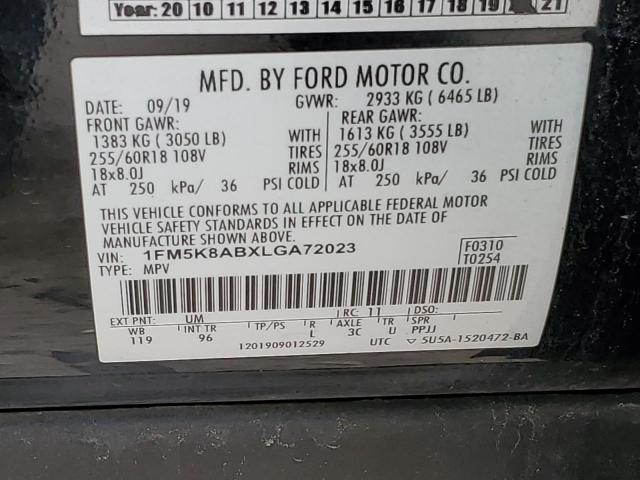 Year: 20 10 11 12 13 14 15 16 17 18 19 21
MFD. BY FORD MOTOR CO.
DATE: 09/19 GVWR: 2933 KG ( 6465 LB)
FRONT GAWR: REAR GAWR:
1383 KG ( 3050 LB) WITH 1613 KG ( 3555 LB) WITH
255/60R18 108V TIRES 255/60R18 108V TIRES
18x8.0J RIMS 18x8.0J RIMS
AT 250 kPa/ 36 PSI COLD AT 250 kPa/ 36 PSI COLD
THIS VEHICLE CONFORMS TO ALL APPLICABLE FEDERAL MOTOR
VEHICLE SAFETY STANDARDS IN EFFECT ON THE DATE OF
MANUFACTURE SHOWN ABOVE.
VIN: 1FM5K8ABXLGA72023 F0310
TYPE: MPV T0254
EXT PNT: UM RC: 11 DSO:
WB INT TR TP/PS R AXLE TR SPR
119 96 L 3C U PPJJ
1201909012529 UTC ▽ 5U5A-1520472-BA